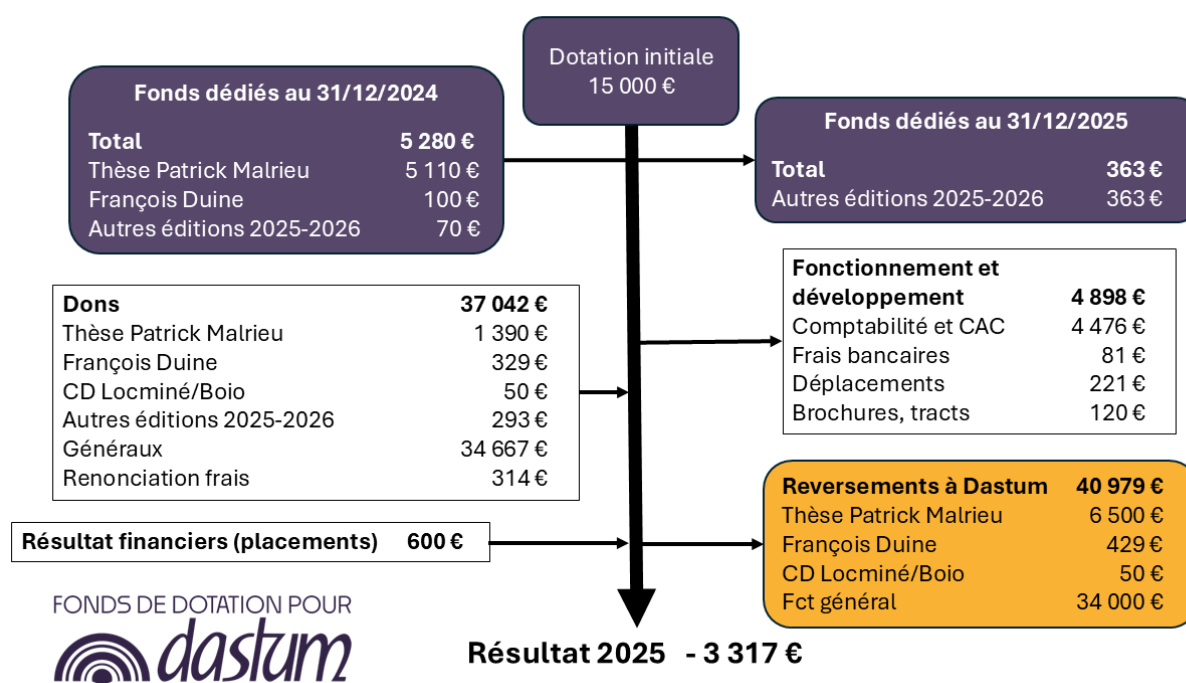 Dotation initiale
15 000 €
Fonds dédiés au 31/12/2024
Total 5 280 €
Thèse Patrick Malrieu 5 110 €
François Duine 100 €
Autres éditions 2025-2026 70 €
Fonds dédiés au 31/12/2025
Total 363 €
Autres éditions 2025-2026 363 €
Dons 37 042 €
Thèse Patrick Malrieu 1 390 €
François Duine 329 €
CD Locminé/Boio 50 €
Autres éditions 2025-2026 293 €
Généraux 34 667 €
Renonciation frais 314 €
Fonctionnement et
développement 4 898 €
Comptabilité et CAC 4 476 €
Frais bancaires 81 €
Déplacements 221 €
Brochures, tracts 120 €
Résultat financiers (placements) 600 €
Reversements à Dastum 40 979 €
Thèse Patrick Malrieu 6 500 €
François Duine 429 €
CD Locminé/Boio 50 €
Fct général 34 000 €
FONDS DE DOTATION POUR
dastum
Résultat 2025 - 3 317 €